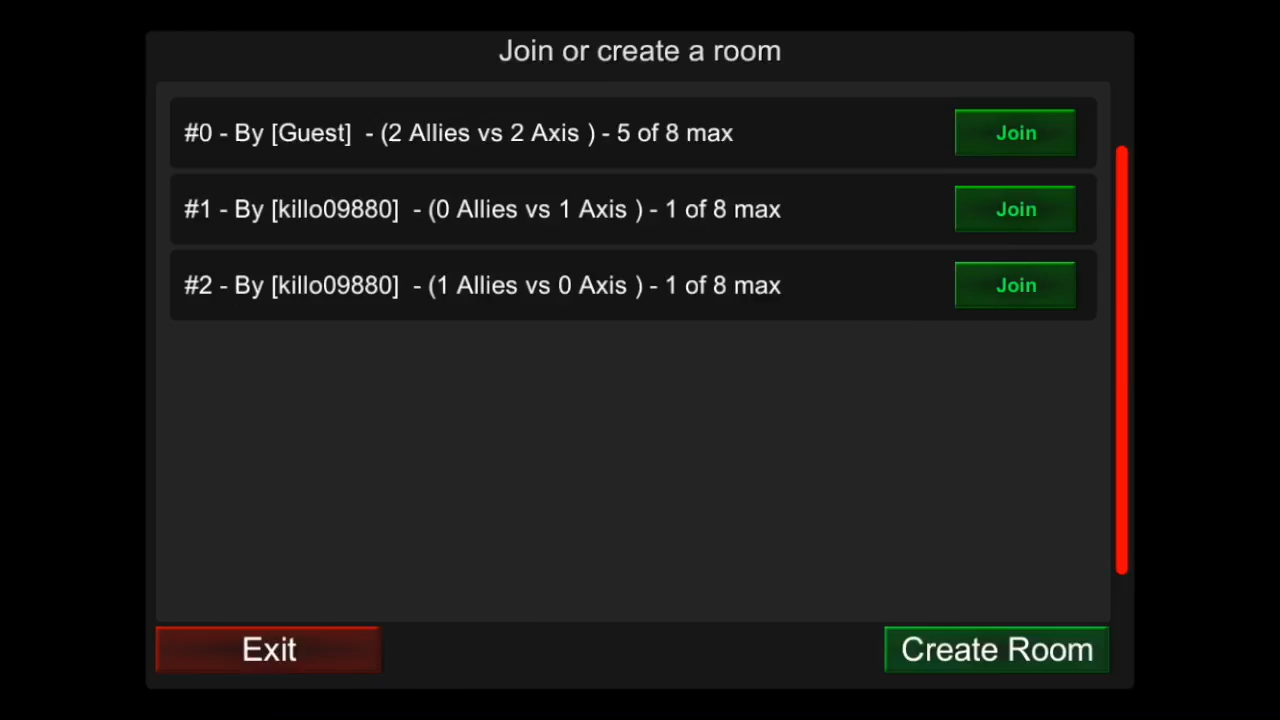 Join or create a room
#0 - By [Guest]  - (2 Allies vs 2 Axis ) - 5 of 8 max
Join
#1 - By [killo09880]  - (0 Allies vs 1 Axis ) - 1 of 8 max
Join
#2 - By [killo09880]  - (1 Allies vs 0 Axis ) - 1 of 8 max
Join
Exit
Create Room